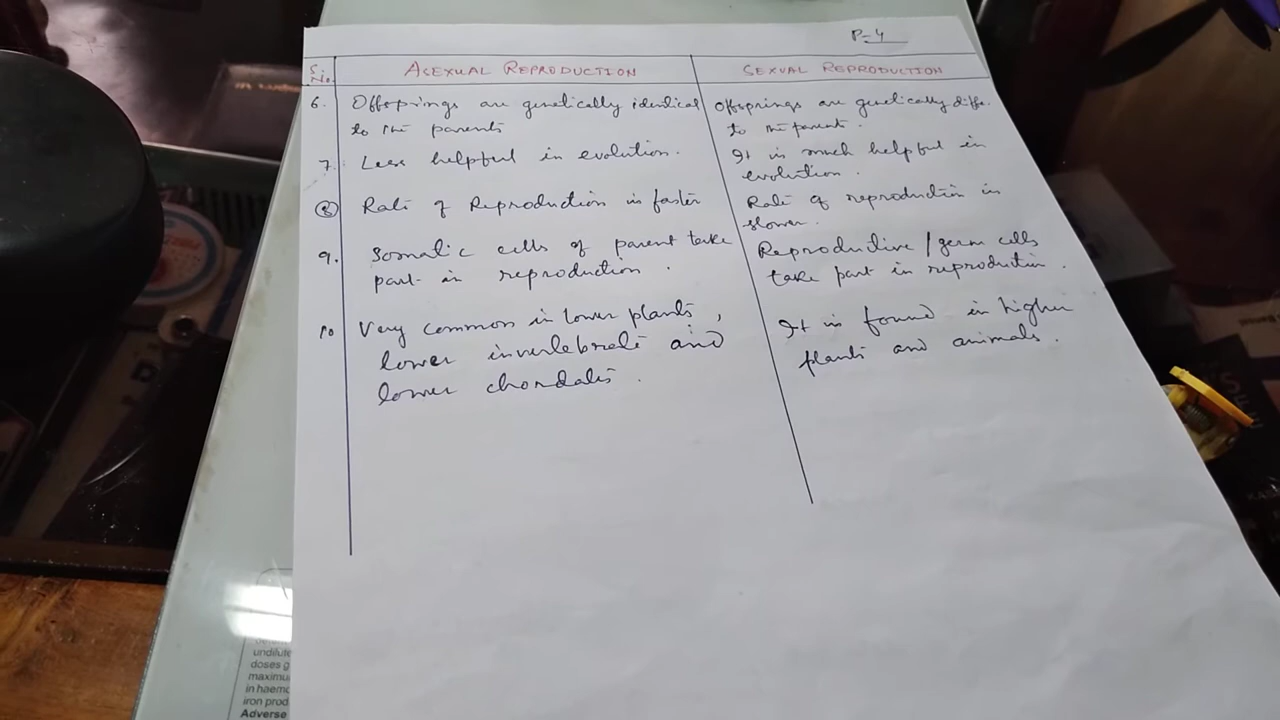 P-4
S. No.
ASEXUAL REPRODUCTION
SEXUAL REPRODUCTION
6. Offsprings are genetically identical
to the parents
Offsprings are genetically diffe.
to the parents.
7. Less helpful in evolution.
It is much helpful in
evolution.
8 Rate of Reproduction is faster
Rate of reproduction is
slower.
9. Somatic cells of parent take
part in reproduction.
Reproductive/germ cells
take part in reproduction.
10 Very common in lower plants,
lower invertebrate and
lower chordates.
It is found in higher
plants and animals.
undilute
doses g
maximu
in haemo
iron prod
Adverse